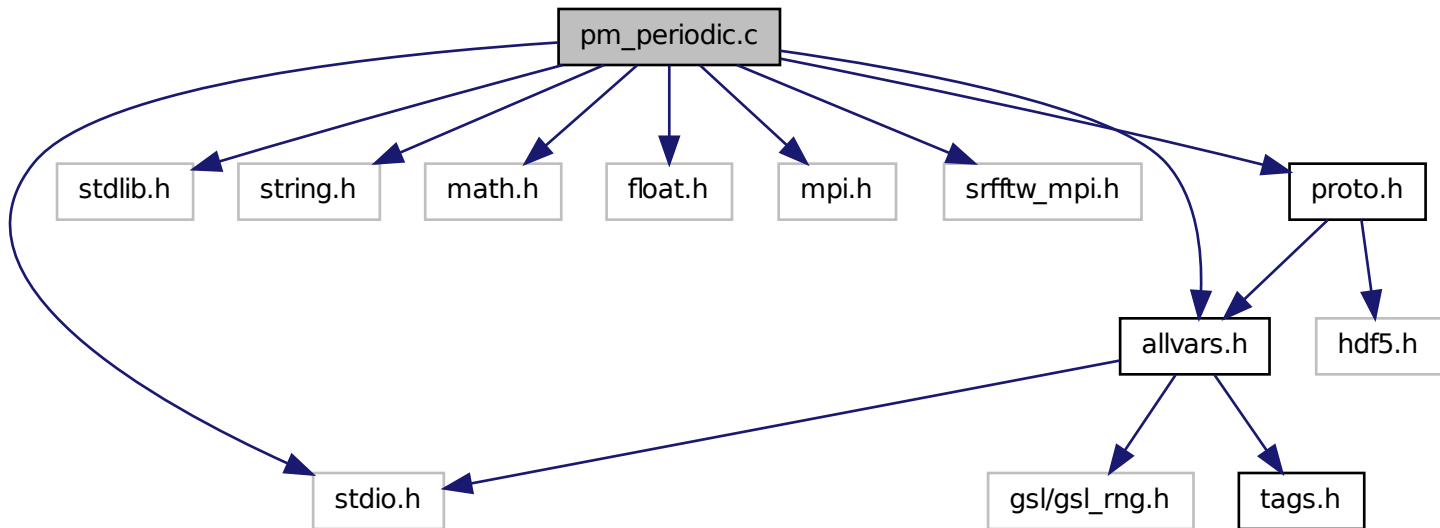 pm_periodic.c
stdlib.h
string.h
math.h
float.h
mpi.h
srfftw_mpi.h
proto.h
allvars.h
hdf5.h
stdio.h
gsl/gsl_rng.h
tags.h